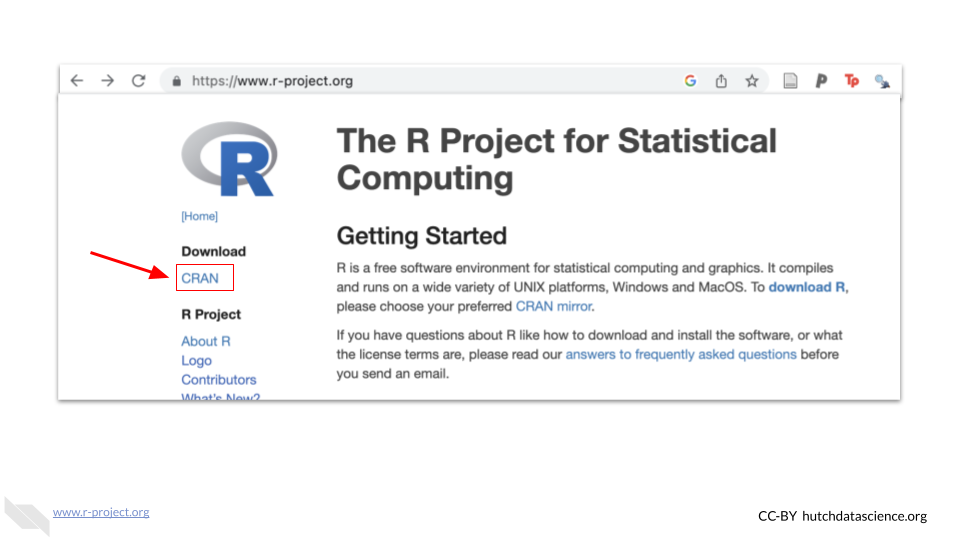 https://www.r-project.org
G
P
Tp
R
The R Project for Statistical
Computing
[Home]
Getting Started
Download
CRAN
R is a free software environment for statistical computing and graphics. It compiles
and runs on a wide variety of UNIX platforms, Windows and MacOS. To download R,
please choose your preferred CRAN mirror.
R Project
About R
Logo
Contributors
What's New?
If you have questions about R like how to download and install the software, or what
the license terms are, please read our answers to frequently asked questions before
you send an email.
www.r-project.org
CC-BY hutchdatascience.org